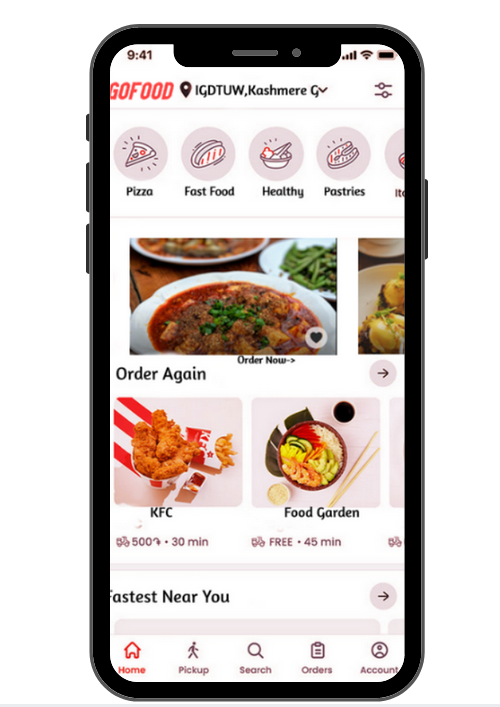 9:41
GOFOOD IGDTUW,Kashmere G
Pizza Fast Food Healthy Pastries
Order Now->
Order Again
KFC Food Garden
500 • 30 min FREE • 45 min
Fastest Near You
Home Pickup Search Orders Account